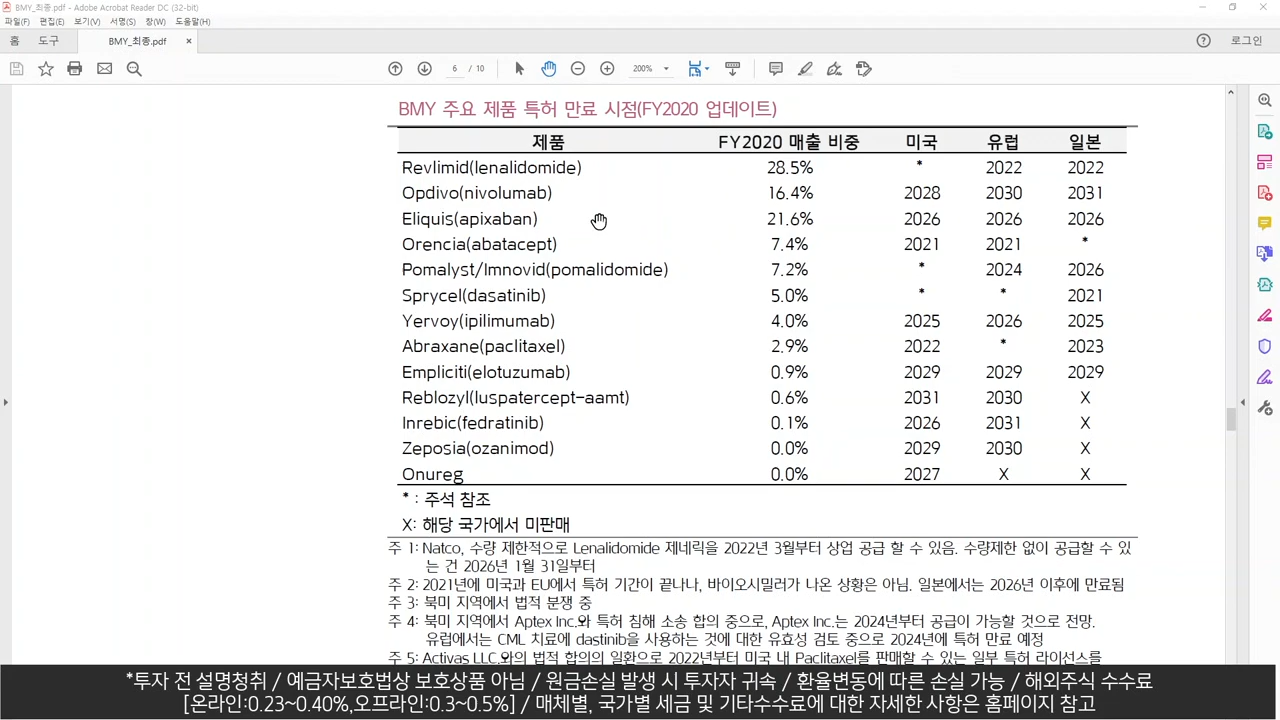 BMY_최종.pdf - Adobe Acrobat Reader DC (32-bit)
파일(F) 편집(E) 보기(V) 서명(S) 창(W) 도움말(H)
홈 도구 BMY_최종.pdf × 로그인
6 / 10 200%
BMY 주요 제품 특허 만료 시점(FY2020 업데이트)
제품 FY2020 매출 비중 미국 유럽 일본
Revlimid(lenalidomide) 28.5% * 2022 2022
Opdivo(nivolumab) 16.4% 2028 2030 2031
Eliquis(apixaban) 21.6% 2026 2026 2026
Orencia(abatacept) 7.4% 2021 2021 *
Pomalyst/Imnovid(pomalidomide) 7.2% * 2024 2026
Sprycel(dasatinib) 5.0% * * 2021
Yervoy(ipilimumab) 4.0% 2025 2026 2025
Abraxane(paclitaxel) 2.9% 2022 * 2023
Empliciti(elotuzumab) 0.9% 2029 2029 2029
Reblozyl(luspatercept-aamt) 0.6% 2031 2030 X
Inrebic(fedratinib) 0.1% 2026 2031 X
Zeposia(ozanimod) 0.0% 2029 2030 X
Onureg 0.0% 2027 X X
* : 주석 참조
X: 해당 국가에서 미판매
주 1: Natco, 수량 제한적으로 Lenalidomide 제네릭을 2022년 3월부터 상업 공급 할 수 있음. 수량제한 없이 공급할 수 있
는 건 2026년 1월 31일부터
주 2: 2021년에 미국과 EU에서 특허 기간이 끝나나, 바이오시밀러가 나온 상황은 아님. 일본에서는 2026년 이후에 만료됨
주 3: 북미 지역에서 법적 분쟁 중
주 4: 북미 지역에서 Aptex Inc.와 특허 침해 소송 합의 중으로, Aptex Inc.는 2024년부터 공급이 가능할 것으로 전망.
유럽에서는 CML 치료에 dastinib을 사용하는 것에 대한 유효성 검토 중으로 2024년에 특허 만료 예정
주 5: Activas LLC.와의 법적 합의의 일환으로 2022년부터 미국 내 Paclitaxel를 판매할 수 있는 일부 특허 라이선스를
*투자 전 설명청취 / 예금자보호법상 보호상품 아님 / 원금손실 발생 시 투자자 귀속 / 환율변동에 따른 손실 가능 / 해외주식 수수료
[온라인:0.23~0.40%,오프라인:0.3~0.5%] / 매체별, 국가별 세금 및 기타수수료에 대한 자세한 사항은 홈페이지 참고